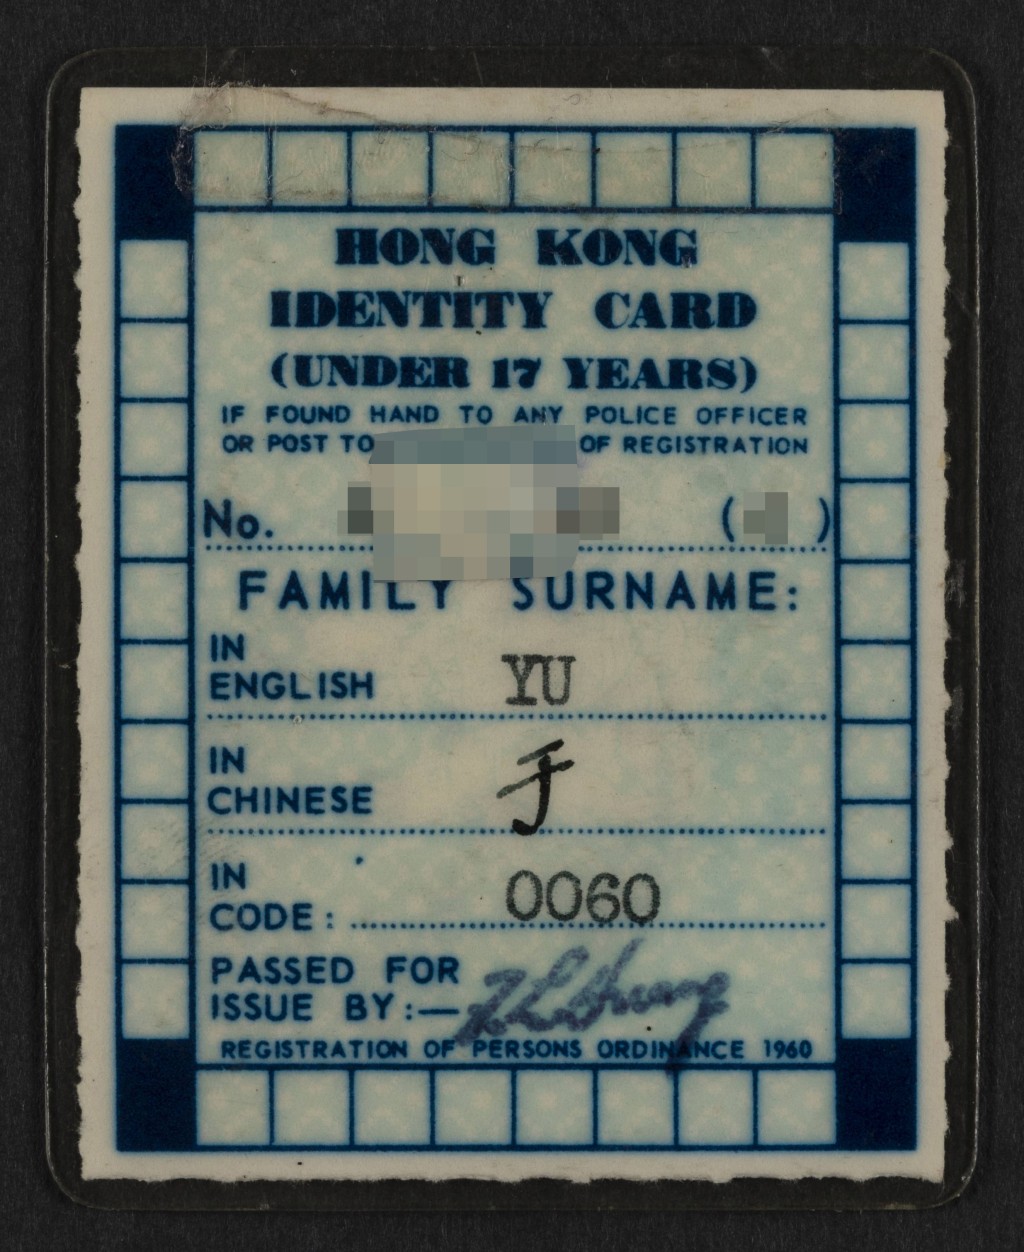 HONG KONG
IDENTITY CARD
(UNDER 17 YEARS)
IF FOUND HAND TO ANY POLICE OFFICER
OR POST TO OF REGISTRATION
No. ( )
FAMILY SURNAME:
IN
ENGLISH YU
IN
CHINESE 于
IN
CODE: 0060
PASSED FOR
ISSUE BY:—
REGISTRATION OF PERSONS ORDINANCE 1960